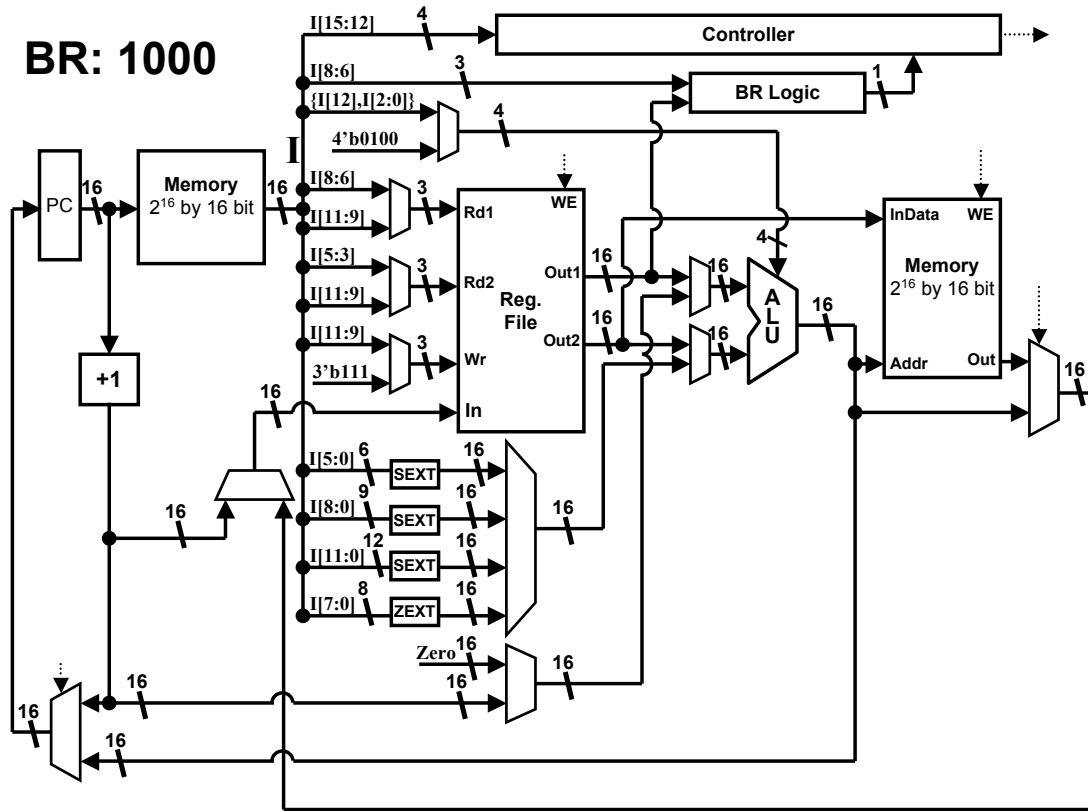 BR: 1000
I[15:12]
4
Controller
I[8:6]
3
BR Logic
1
{I[12],I[2:0]}
4
4'b0100
I
PC
16
Memory
2^16 by 16 bit
16
I[8:6]
3
Rd1
WE
I[11:9]
I[5:3]
3
Rd2
I[11:9]
I[11:9]
3
Wr
3'b111
16
In
Reg.
File
Out1
16
Out2
16
16
16
4
ALU
16
InData
WE
Memory
2^16 by 16 bit
Addr
Out
16
+1
I[5:0]
6
SEXT
16
I[8:0]
9
SEXT
16
16
I[11:0]
12
SEXT
16
I[7:0]
8
ZEXT
16
16
Zero
16
16
16
16
16
16